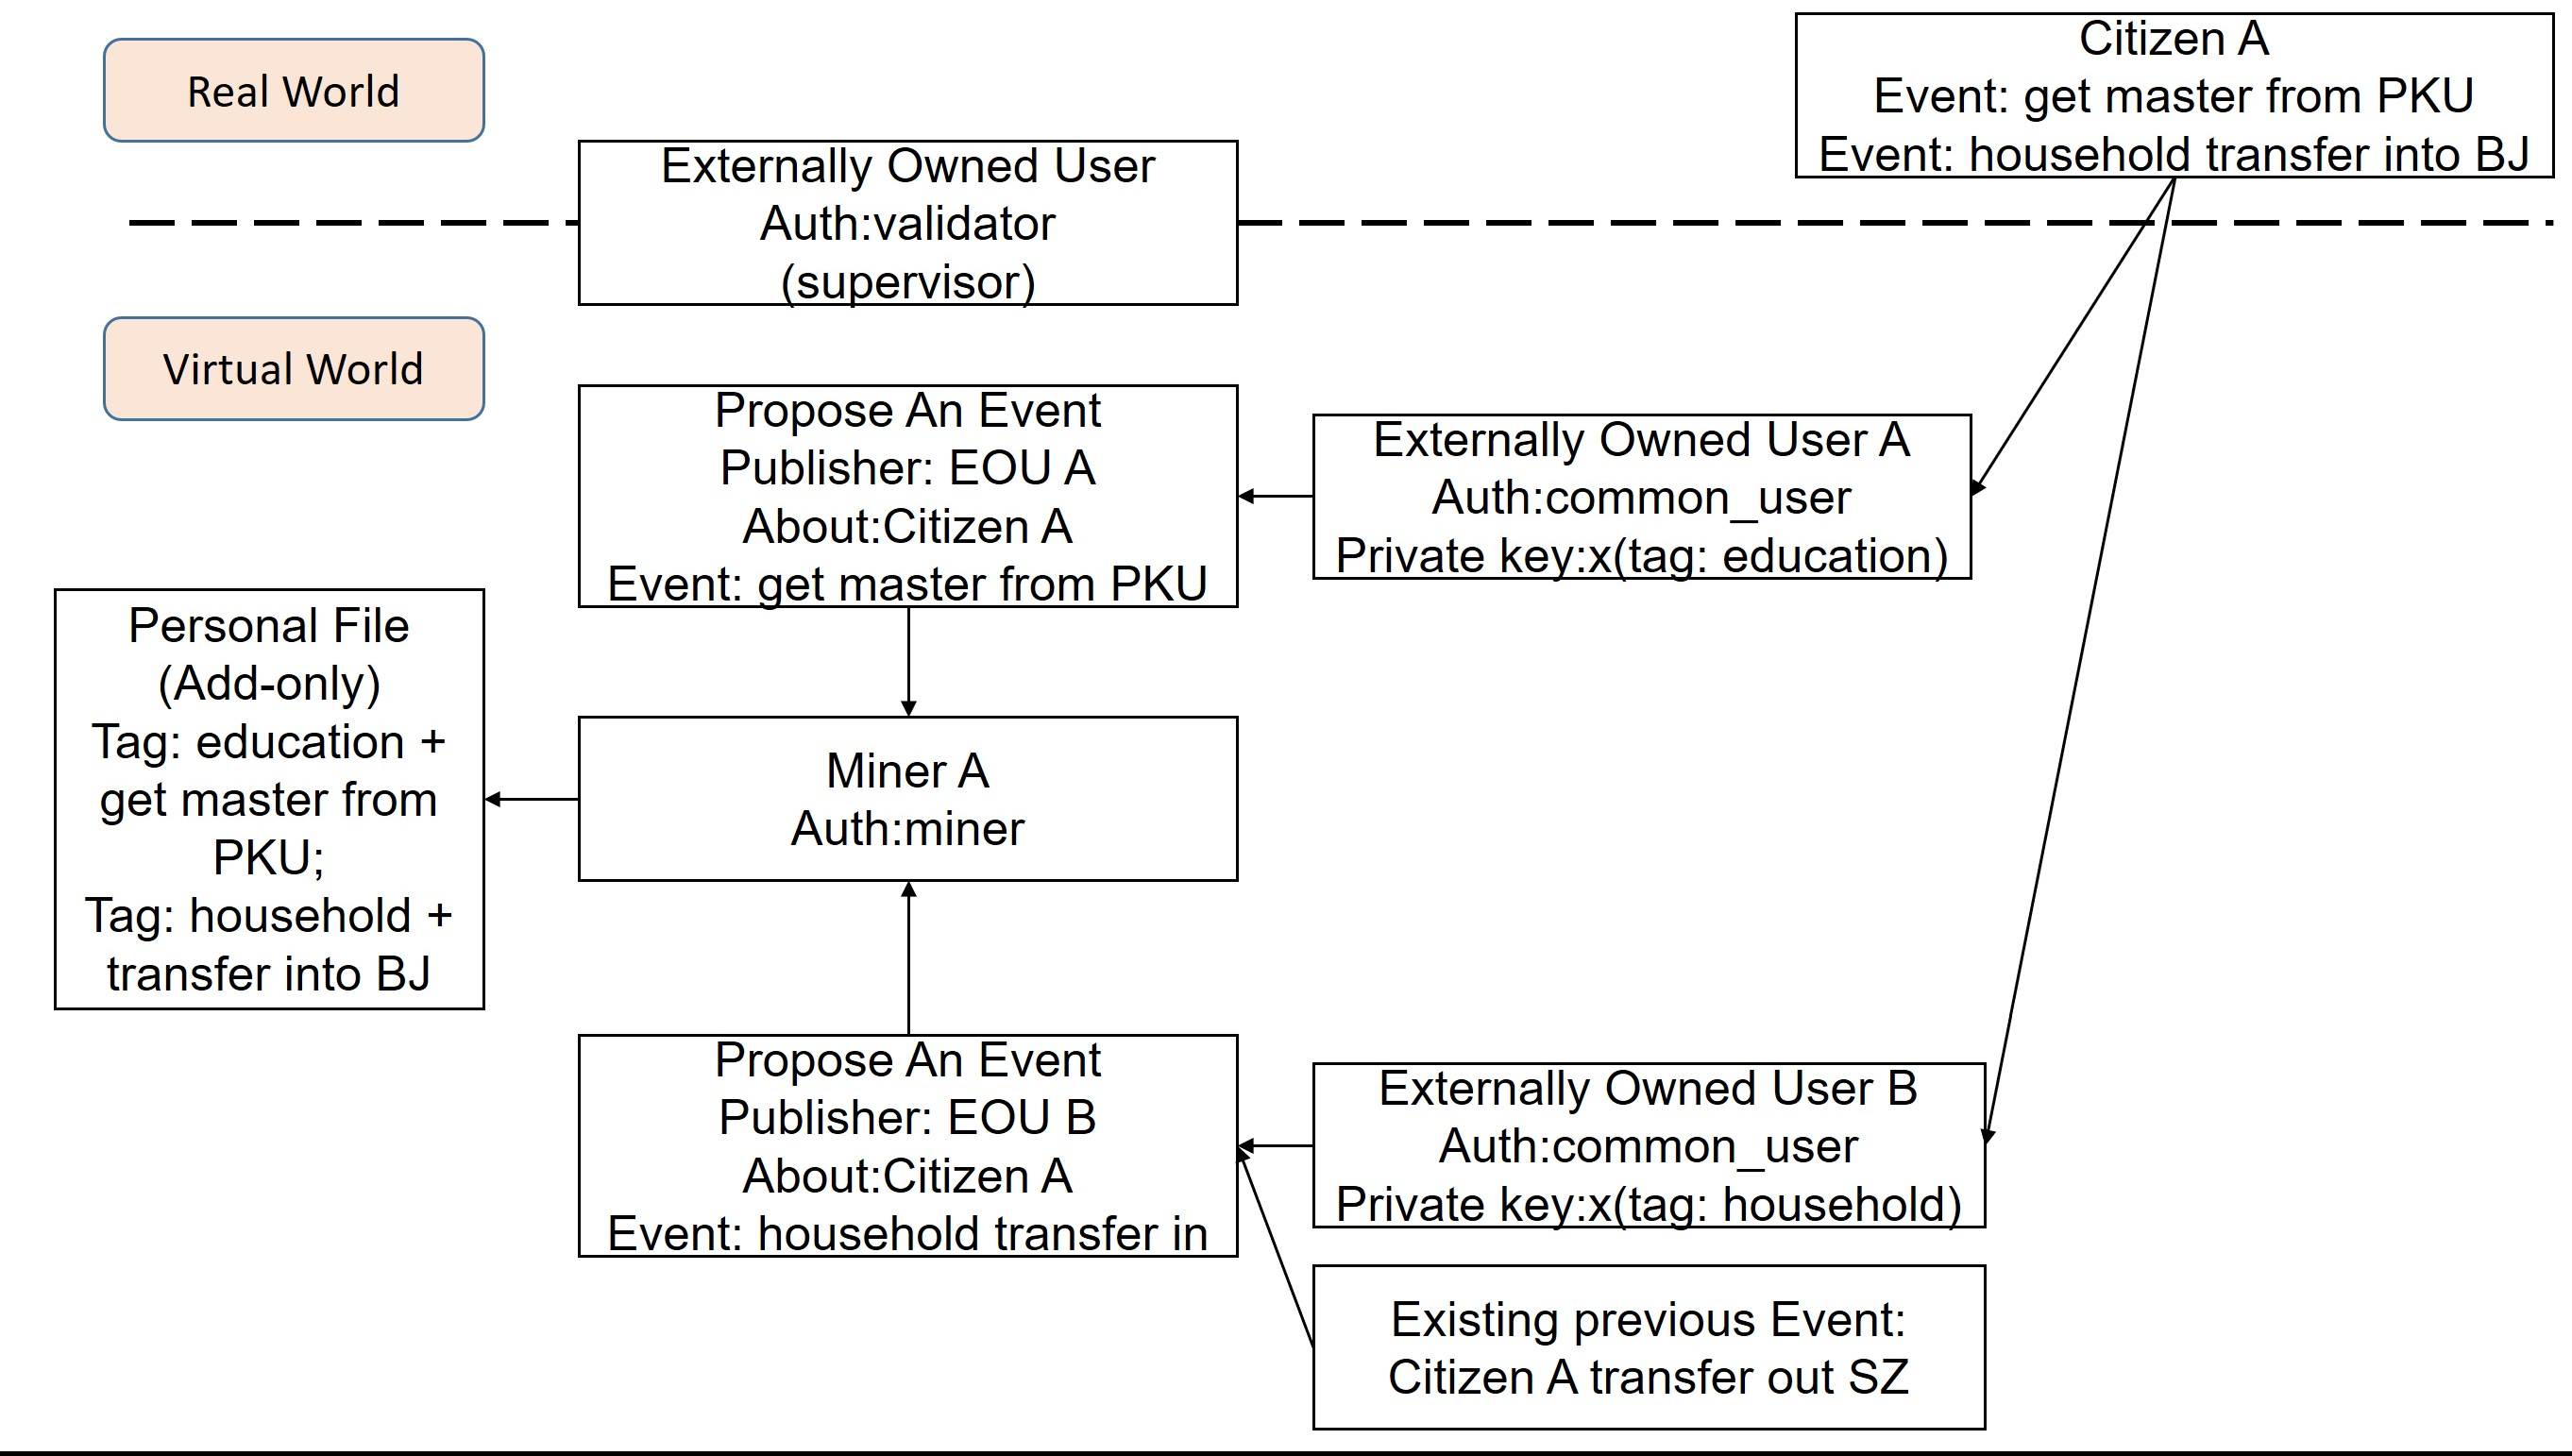 Real World
Citizen A
Event: get master from PKU
Event: household transfer into BJ
Externally Owned User
Auth:validator
(supervisor)
Virtual World
Propose An Event
Publisher: EOU A
About:Citizen A
Event: get master from PKU
Externally Owned User A
Auth:common_user
Private key:x(tag: education)
Personal File
(Add-only)
Tag: education +
get master from
PKU;
Tag: household +
transfer into BJ
Miner A
Auth:miner
Propose An Event
Publisher: EOU B
About:Citizen A
Event: household transfer in
Externally Owned User B
Auth:common_user
Private key:x(tag: household)
Existing previous Event:
Citizen A transfer out SZ